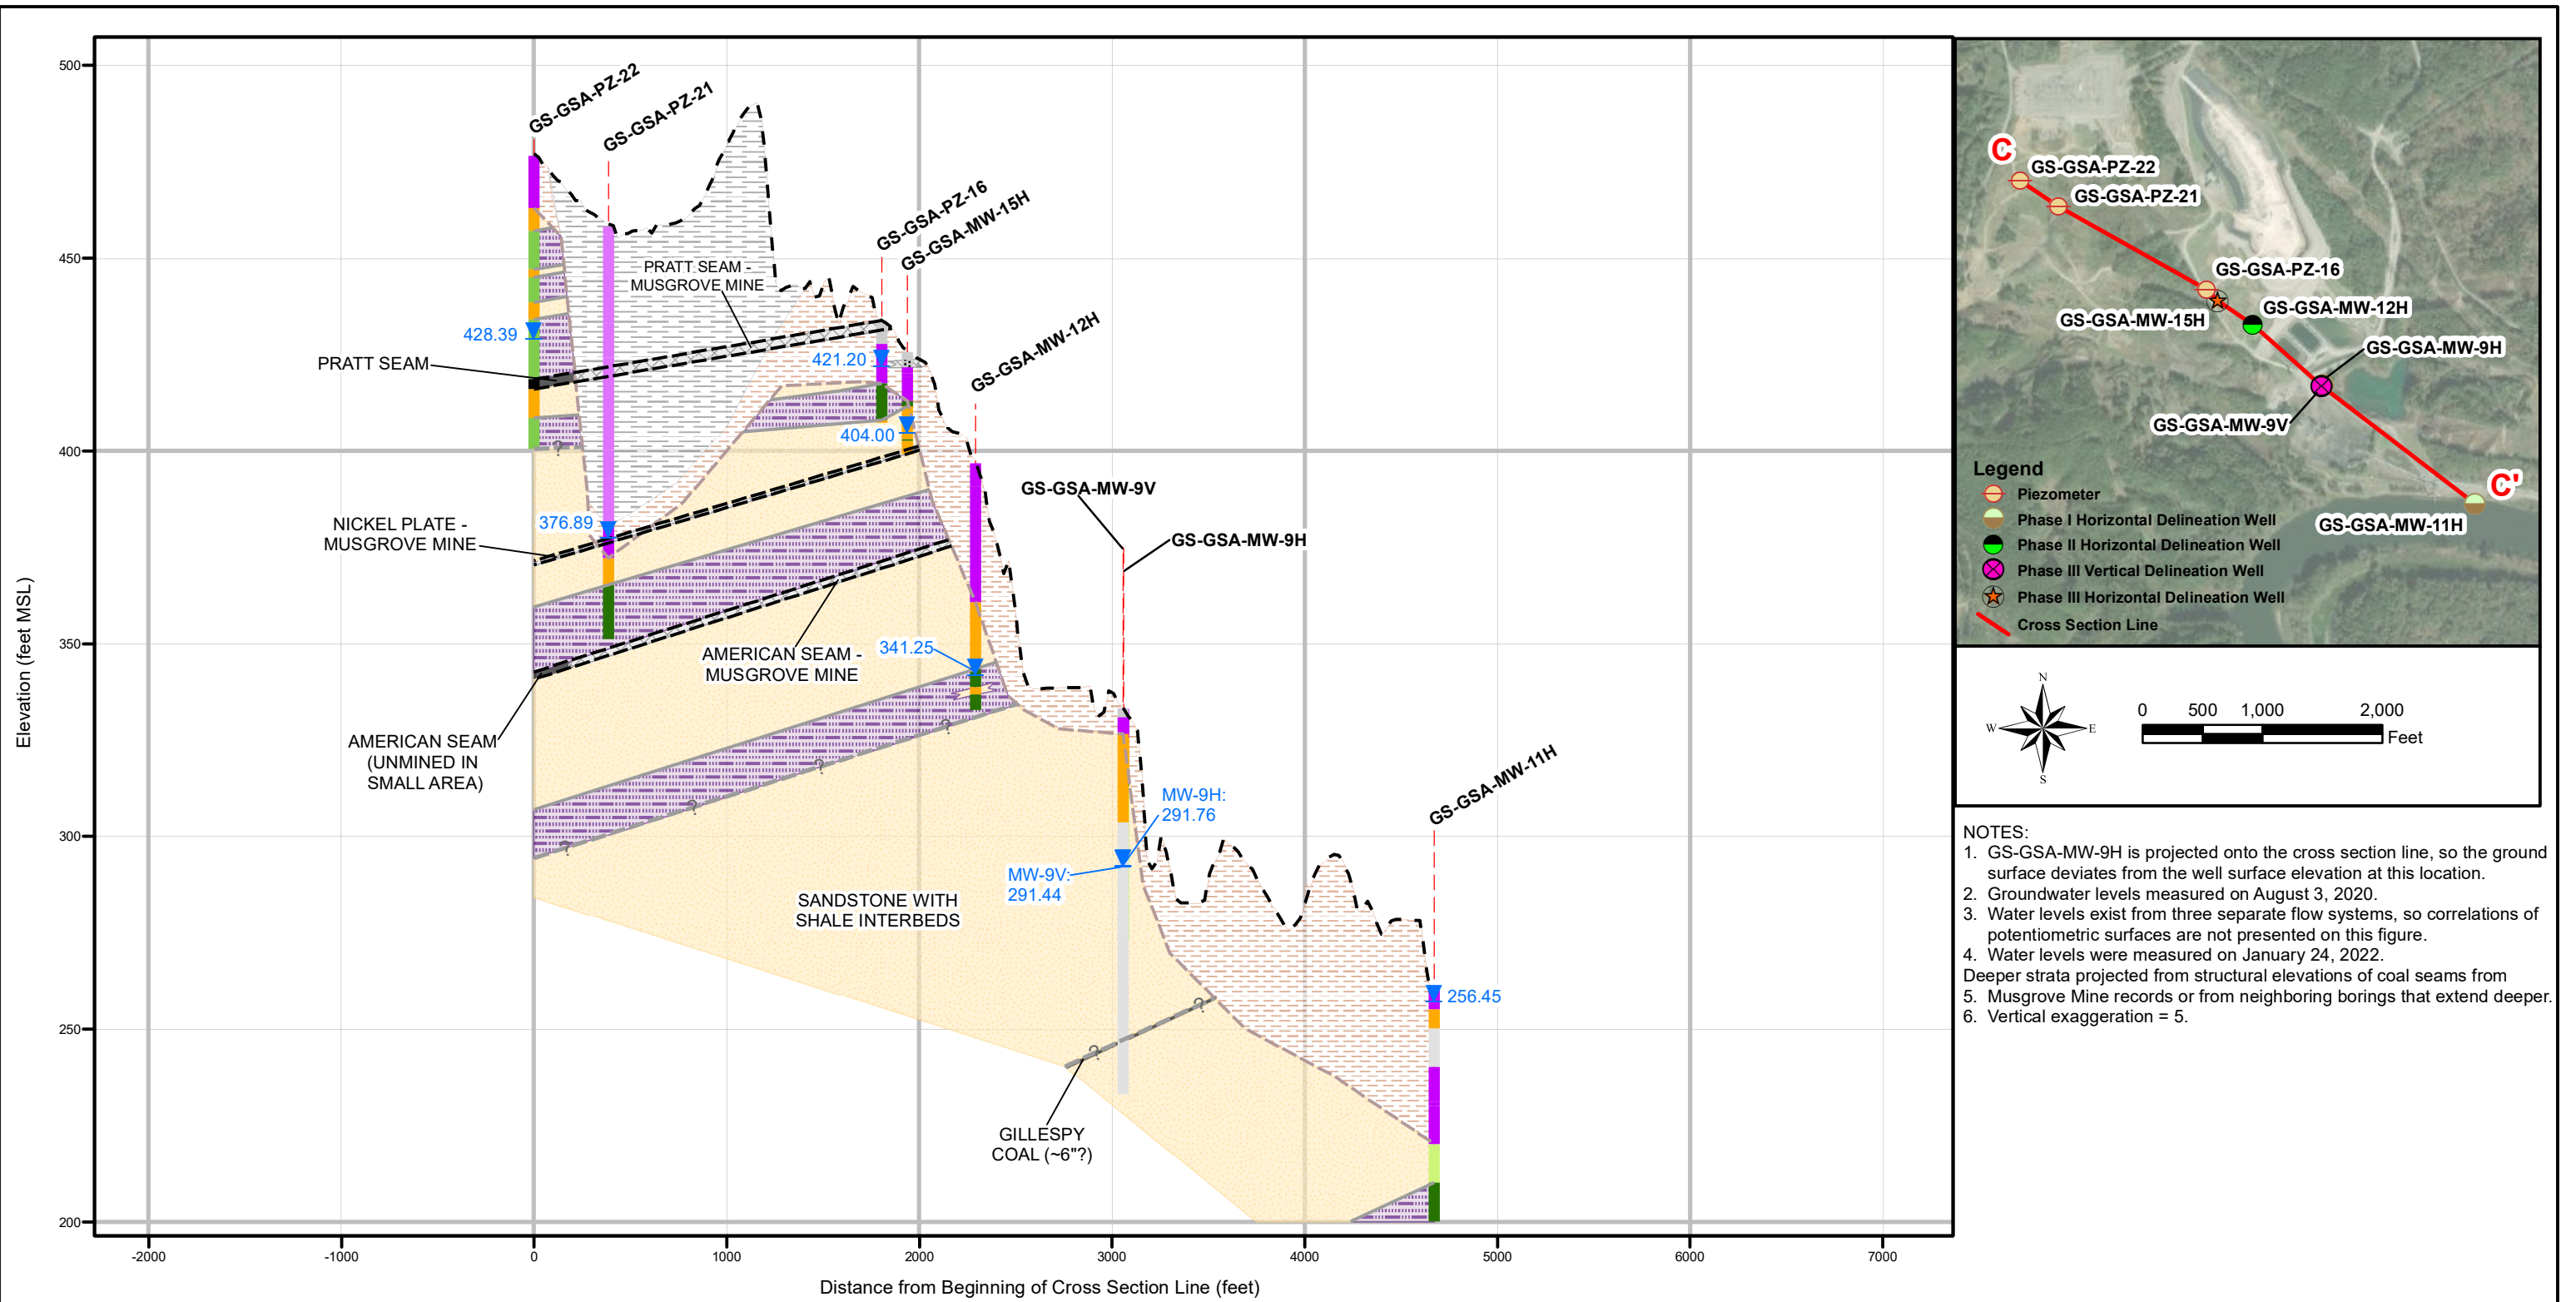 500
450
400
350
300
250
200
Elevation (feet MSL)
-2000
-1000
0
1000
2000
3000
4000
5000
6000
7000
Distance from Beginning of Cross Section Line (feet)
GS-GSA-PZ-22
GS-GSA-PZ-21
GS-GSA-PZ-16
GS-GSA-MW-15H
GS-GSA-MW-12H
GS-GSA-MW-9V
GS-GSA-MW-9H
GS-GSA-MW-11H
PRATT SEAM -
MUSGROVE MINE
428.39
PRATT SEAM
421.20
404.00
NICKEL PLATE -
MUSGROVE MINE
376.89
AMERICAN SEAM -
MUSGROVE MINE
341.25
AMERICAN SEAM
(UNMINED IN
SMALL AREA)
MW-9H:
291.76
MW-9V:
291.44
SANDSTONE WITH
SHALE INTERBEDS
256.45
GILLESPY
COAL (~6"?)
?
?
?
?
?
?
?
?
C
GS-GSA-PZ-22
GS-GSA-PZ-21
GS-GSA-PZ-16
GS-GSA-MW-15H
GS-GSA-MW-12H
GS-GSA-MW-9H
GS-GSA-MW-9V
C'
GS-GSA-MW-11H
Legend
Piezometer
Phase I Horizontal Delineation Well
Phase II Horizontal Delineation Well
Phase III Vertical Delineation Well
Phase III Horizontal Delineation Well
Cross Section Line
N
W
E
S
0 500 1,000 2,000
Feet
NOTES:
1. GS-GSA-MW-9H is projected onto the cross section line, so the ground
surface deviates from the well surface elevation at this location.
2. Groundwater levels measured on August 3, 2020.
3. Water levels exist from three separate flow systems, so correlations of
potentiometric surfaces are not presented on this figure.
4. Water levels were measured on January 24, 2022.
Deeper strata projected from structural elevations of coal seams from
5. Musgrove Mine records or from neighboring borings that extend deeper.
6. Vertical exaggeration = 5.